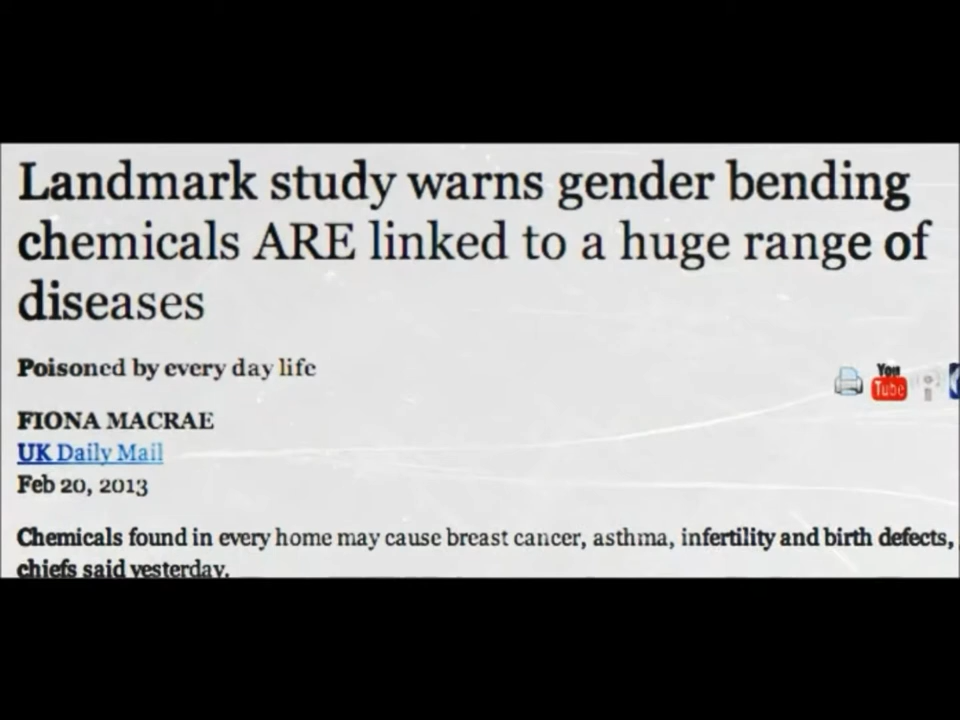 Landmark study warns gender bending
chemicals ARE linked to a huge range of
diseases
Poisoned by every day life
You
Tube
FIONA MACRAE
UK Daily Mail
Feb 20, 2013
Chemicals found in every home may cause breast cancer, asthma, infertility and birth defects,
chiefs said yesterday.